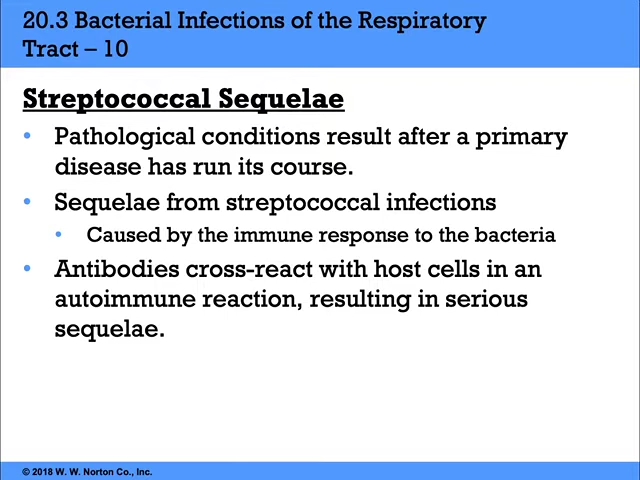 20.3 Bacterial Infections of the Respiratory
Tract – 10
Streptococcal Sequelae
• Pathological conditions result after a primary
disease has run its course.
• Sequelae from streptococcal infections
• Caused by the immune response to the bacteria
• Antibodies cross-react with host cells in an
autoimmune reaction, resulting in serious
sequelae.
© 2018 W. W. Norton Co., Inc.